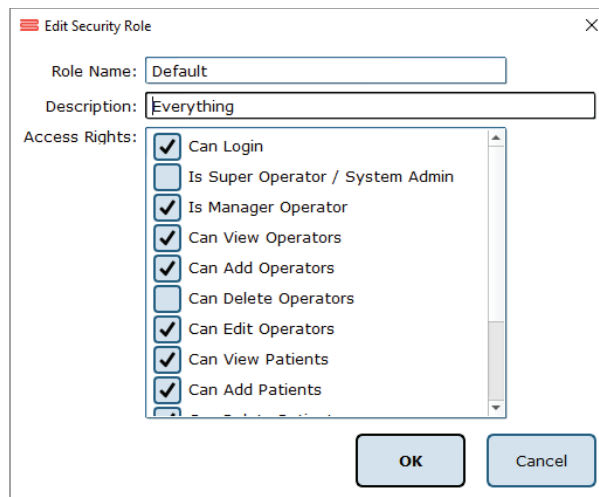 Edit Security Role
Role Name: Default
Description: Everything
Access Rights:
Can Login
Is Super Operator / System Admin
Is Manager Operator
Can View Operators
Can Add Operators
Can Delete Operators
Can Edit Operators
Can View Patients
Can Add Patients
OK
Cancel